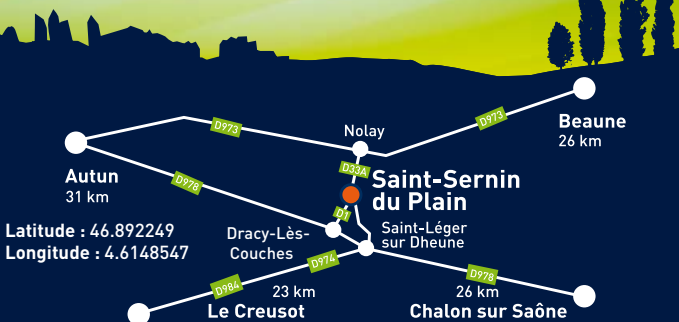 D973
D973
Nolay
Beaune
26 km
D33A
Autun
31 km
D978
Saint-Sernin
du Plain
D1
Latitude : 46.892249
Longitude : 4.6148547
Dracy-Lès-
Couches
Saint-Léger
sur Dheune
D974
D978
D984
23 km
Le Creusot
26 km
Chalon sur Saône